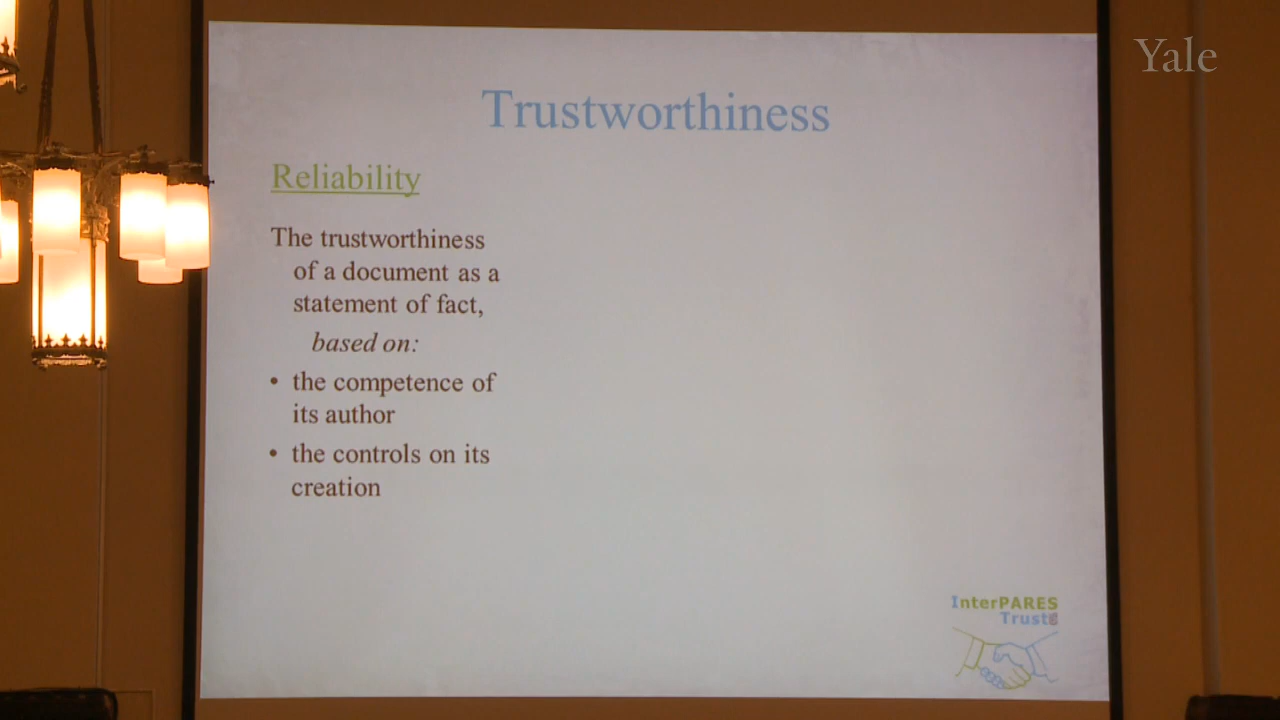 Yale
Trustworthiness
Reliability
The trustworthiness
of a document as a
statement of fact,
based on:
• the competence of
its author
• the controls on its
creation
InterPARES
Trust